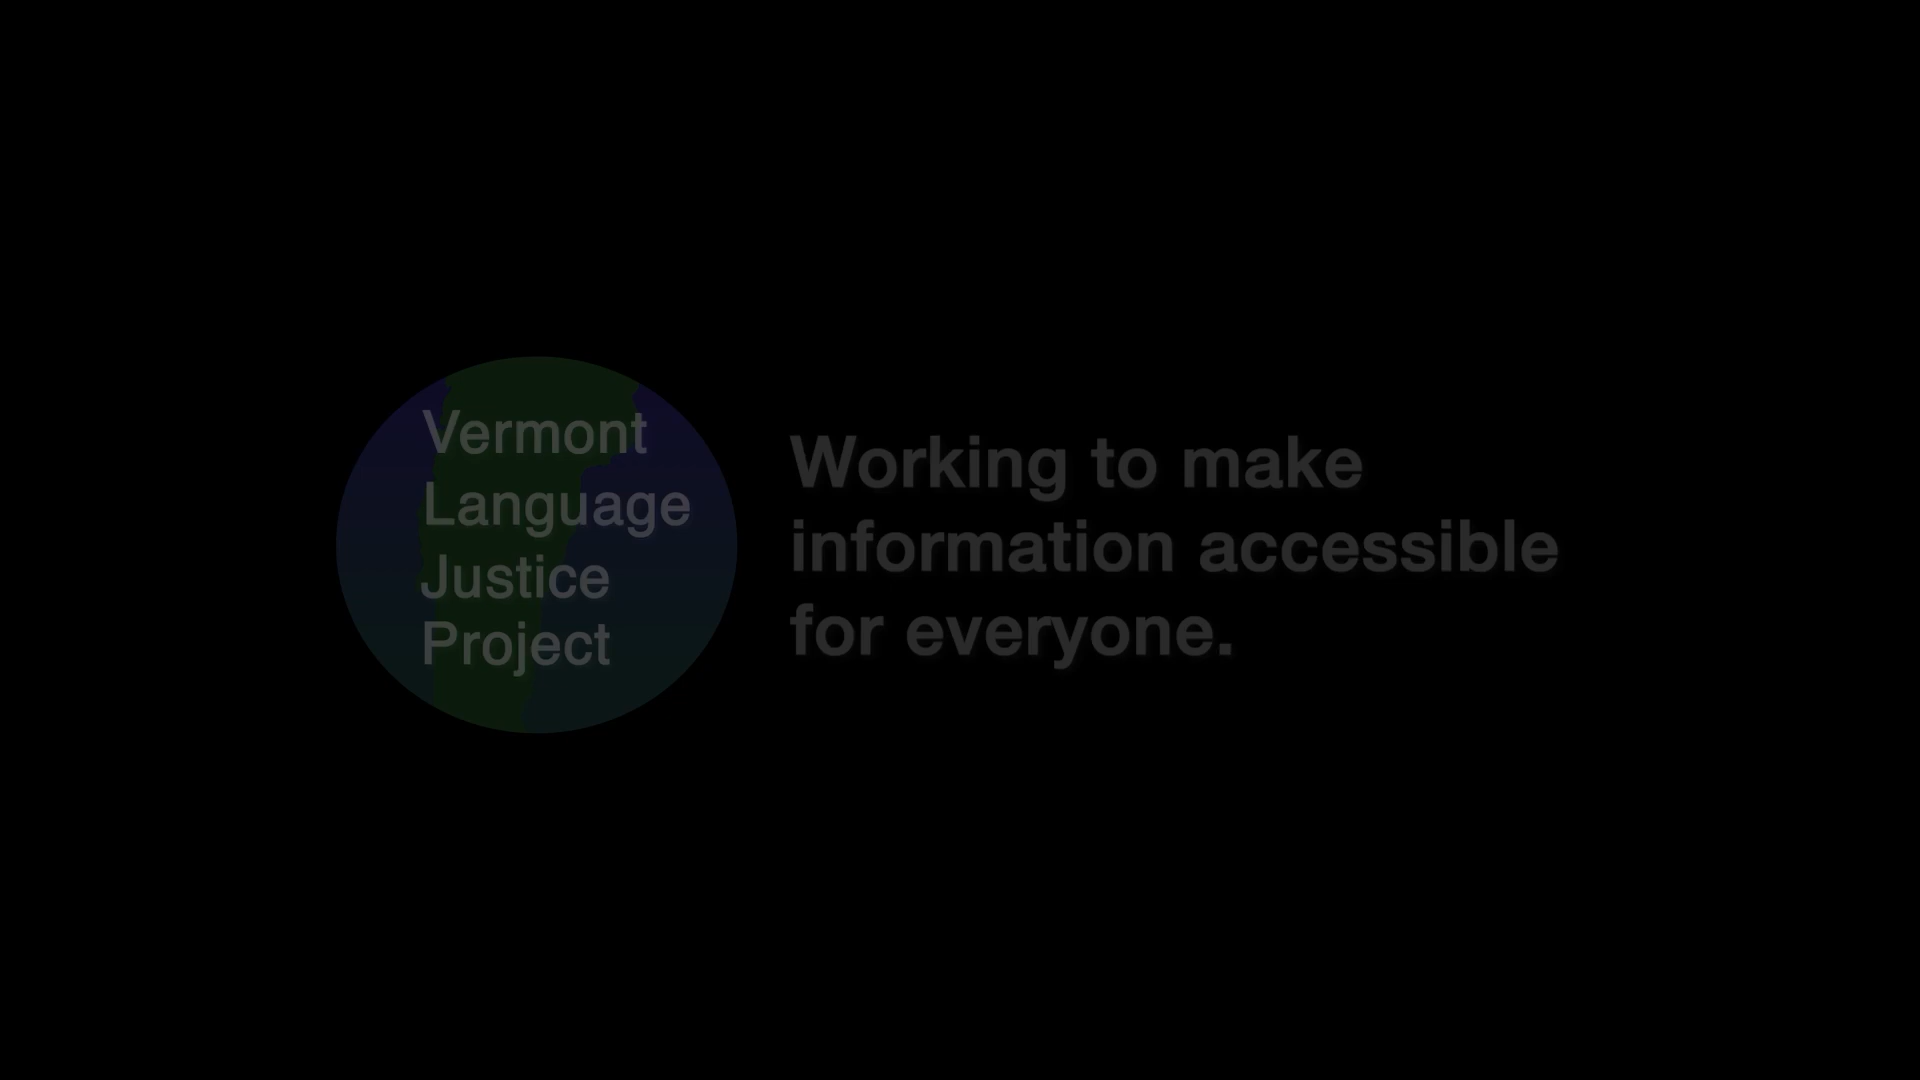 Vermont
Language
Justice
Project
Working to make
information accessible
for everyone.